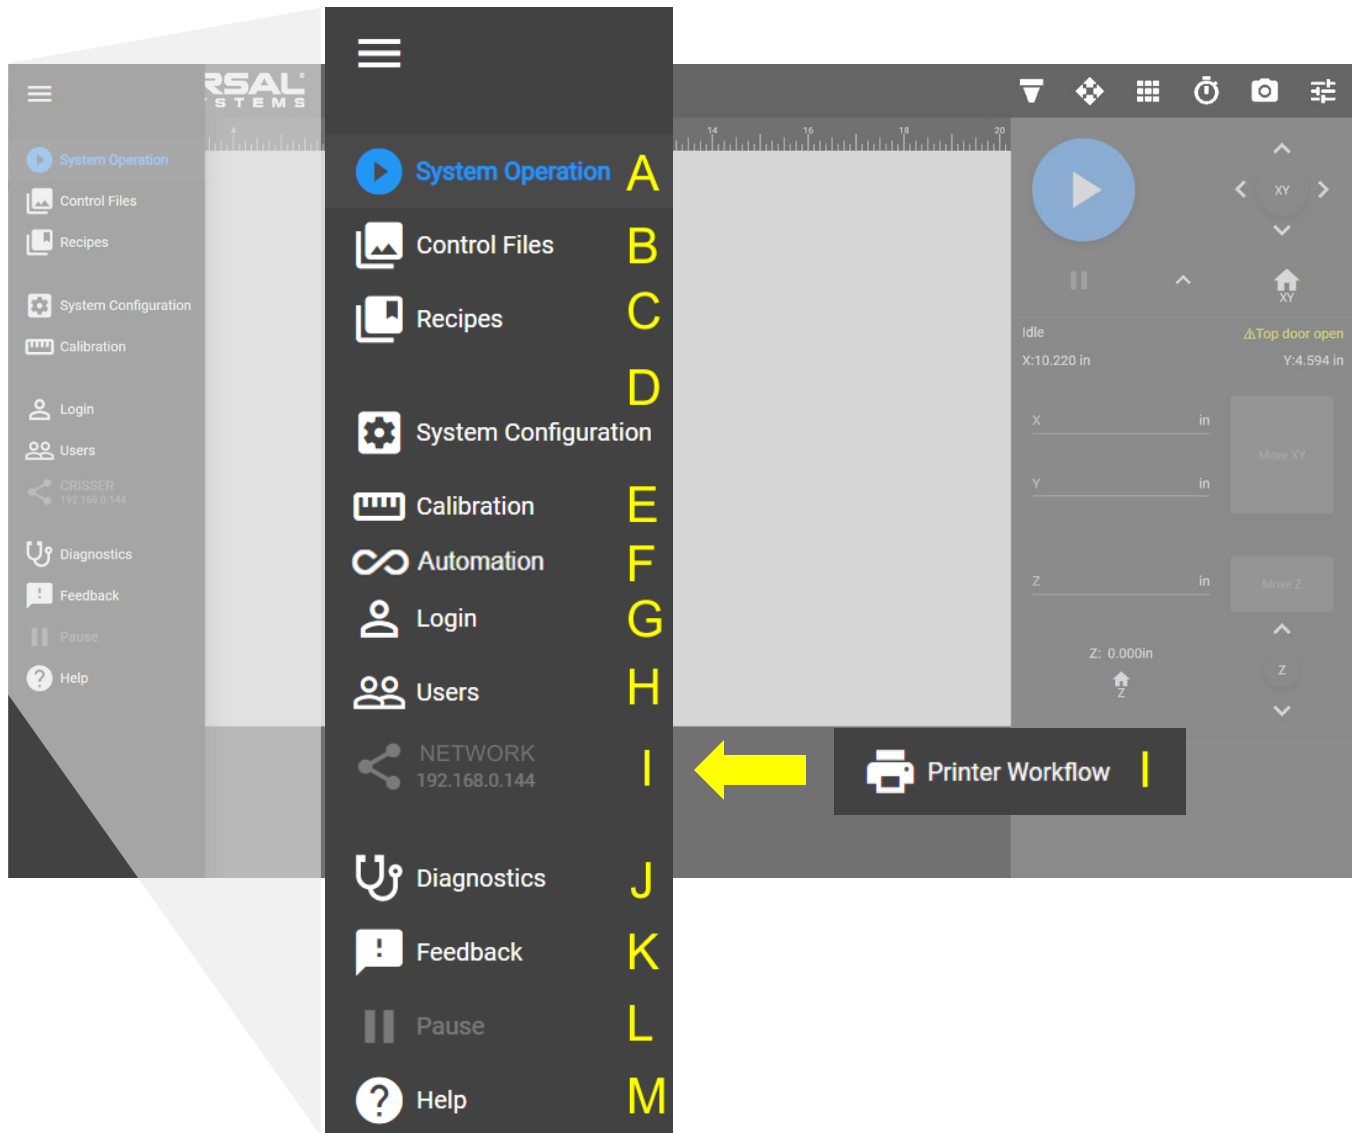 RSAL
YSTEMS
4
14
16
18
20
System Operation
Control Files
Recipes
System Configuration
Calibration
Login
Users
CRISSER
192.168.0.144
Diagnostics
Feedback
Pause
Help
System Operation A
Control Files B
Recipes C
D
System Configuration
Calibration E
Automation F
Login G
Users H
NETWORK
192.168.0.144 I
Diagnostics J
Feedback K
Pause L
Help M
Printer Workflow I
XY
XY
Idle
⚠Top door open
X:10.220 in
Y:4.594 in
X in
Move XY
Y in
Z in
Move Z
Z: 0.000in
Z
Z